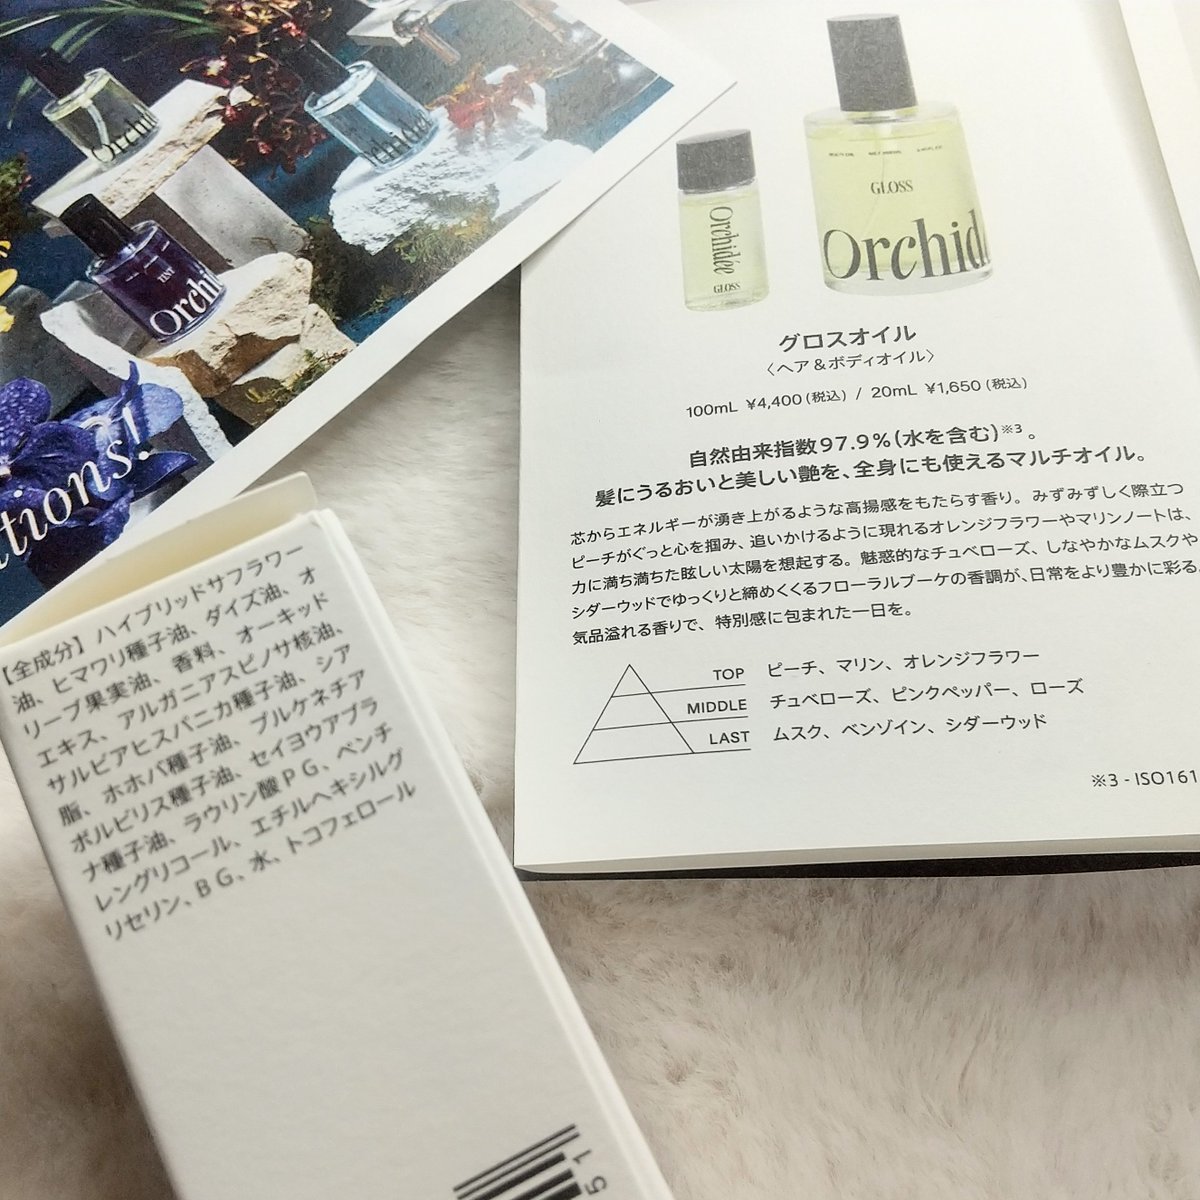 Orchid
Orchidée
TEST
Orchi
ations!
GLOSS
Orchid
Orchidée
GLOSS
グロスオイル
〈ヘア＆ボディオイル〉
100mL ¥4,400(税込) / 20mL ¥1,650(税込)
自然由来指数97.9%(水を含む)※3。
髪にうるおいと美しい艶を、全身にも使えるマルチオイル。
芯からエネルギーが湧き上がるような高揚感をもたらす香り。みずみずしく際立つ
ピーチがぐっと心を掴み、追いかけるように現れるオレンジフラワーやマリンノートは、
力に満ち満ちた眩しい太陽を想起する。魅惑的なチュベローズ、しなやかなムスクや
シダーウッドでゆっくりと締めくくるフローラルブーケの香調が、日常をより豊かに彩る。
気品溢れる香りで、特別感に包まれた一日を。
TOP ピーチ、マリン、オレンジフラワー
MIDDLE チュベローズ、ピンクペッパー、ローズ
LAST ムスク、ベンゾイン、シダーウッド
※3 - ISO161
【全成分】ハイブリッドサフラワー
油、ヒマワリ種子油、ダイズ油、オ
リーブ果実油、香料、オーキッド
エキス、アルガニアスピノサ核油、
サルビアヒスパニカ種子油、シア
脂、ホホバ種子油、プルケネチア
ボルビリス種子油、セイヨウアブラ
ナ種子油、ラウリン酸ＰＧ、ペンチ
レングリコール、エチルヘキシルグ
リセリン、ＢＧ、水、トコフェロール
51